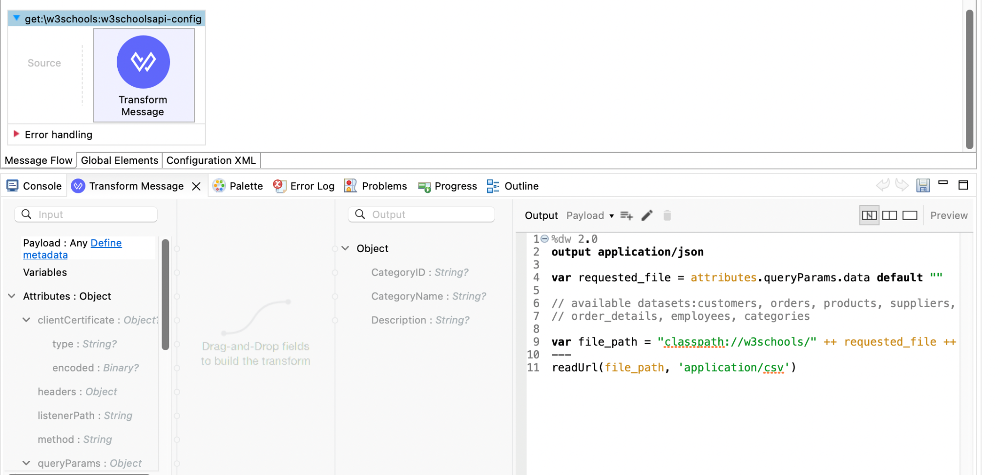 get:\w3schools:w3schoolsapi-config
Source
Transform
Message
Error handling
Message Flow
Global Elements
Configuration XML
Console
Transform Message
Palette
Error Log
Problems
Progress
Outline
Input
Payload : Any Define
metadata
Variables
Attributes : Object
clientCertificate : Object?
type : String?
encoded : Binary?
headers : Object
listenerPath : String
method : String
queryParams : Object
Drag-and-Drop fields
to build the transform
Output
Object
CategoryID : String?
CategoryName : String?
Description : String?
Output Payload
Preview
1 %dw 2.0
2 output application/json
3
4 var requested_file = attributes.queryParams.data default ""
5
6 // available datasets:customers, orders, products, suppliers,
7 // order_details, employees, categories
8
9 var file_path = "classpath://w3schools/" ++ requested_file ++
10 ---
11 readUrl(file_path, 'application/csv')